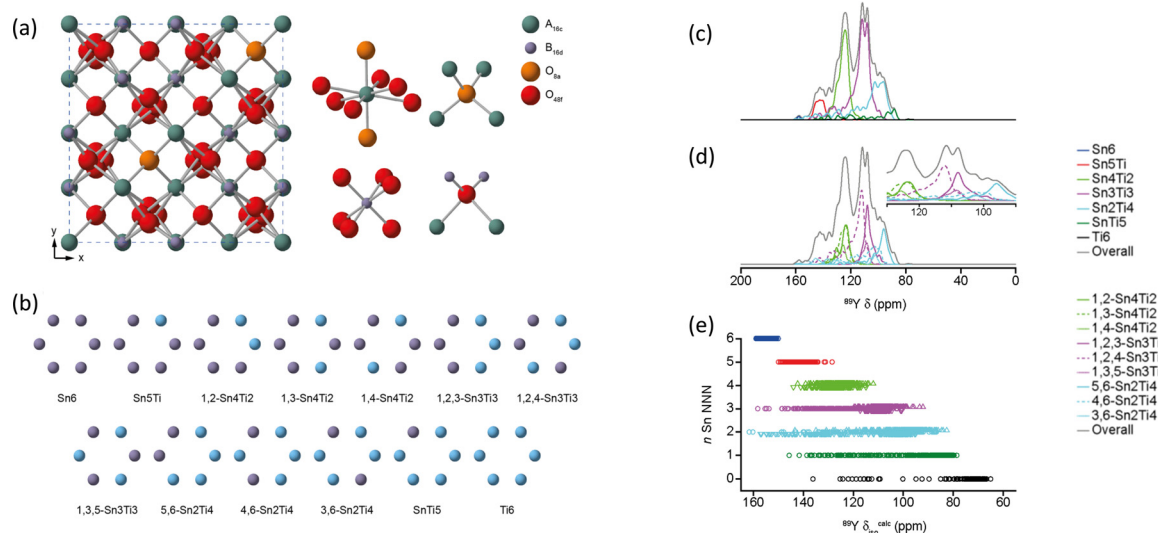 (a)
A16c
B16d
O8a
O48f
y
x
(b)
Sn6
Sn5Ti
1,2-Sn4Ti2
1,3-Sn4Ti2
1,4-Sn4Ti2
1,2,3-Sn3Ti3
1,2,4-Sn3Ti3
1,3,5-Sn3Ti3
5,6-Sn2Ti4
4,6-Sn2Ti4
3,6-Sn2Ti4
SnTi5
Ti6
(c)
(d)
120
100
200
160
120
80
40
0
⁸⁹Y δ (ppm)
Sn6
Sn5Ti
Sn4Ti2
Sn3Ti3
Sn2Ti4
SnTi5
Ti6
Overall
(e)
n Sn NNN
6
5
4
3
2
1
0
160
140
120
100
80
60
⁸⁹Y δiso calc (ppm)
1,2-Sn4Ti2
1,3-Sn4Ti2
1,4-Sn4Ti2
1,2,3-Sn3Ti
1,2,4-Sn3Ti
1,3,5-Sn3Ti
5,6-Sn2Ti4
4,6-Sn2Ti4
3,6-Sn2Ti4
Overall